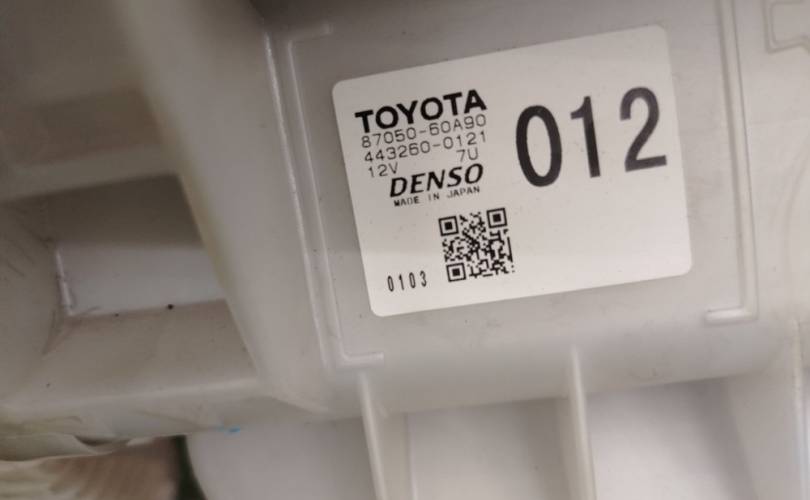 TOYOTA
87050-60A90
443260-0121
12V 7U
DENSO
MADE IN JAPAN
012
0103